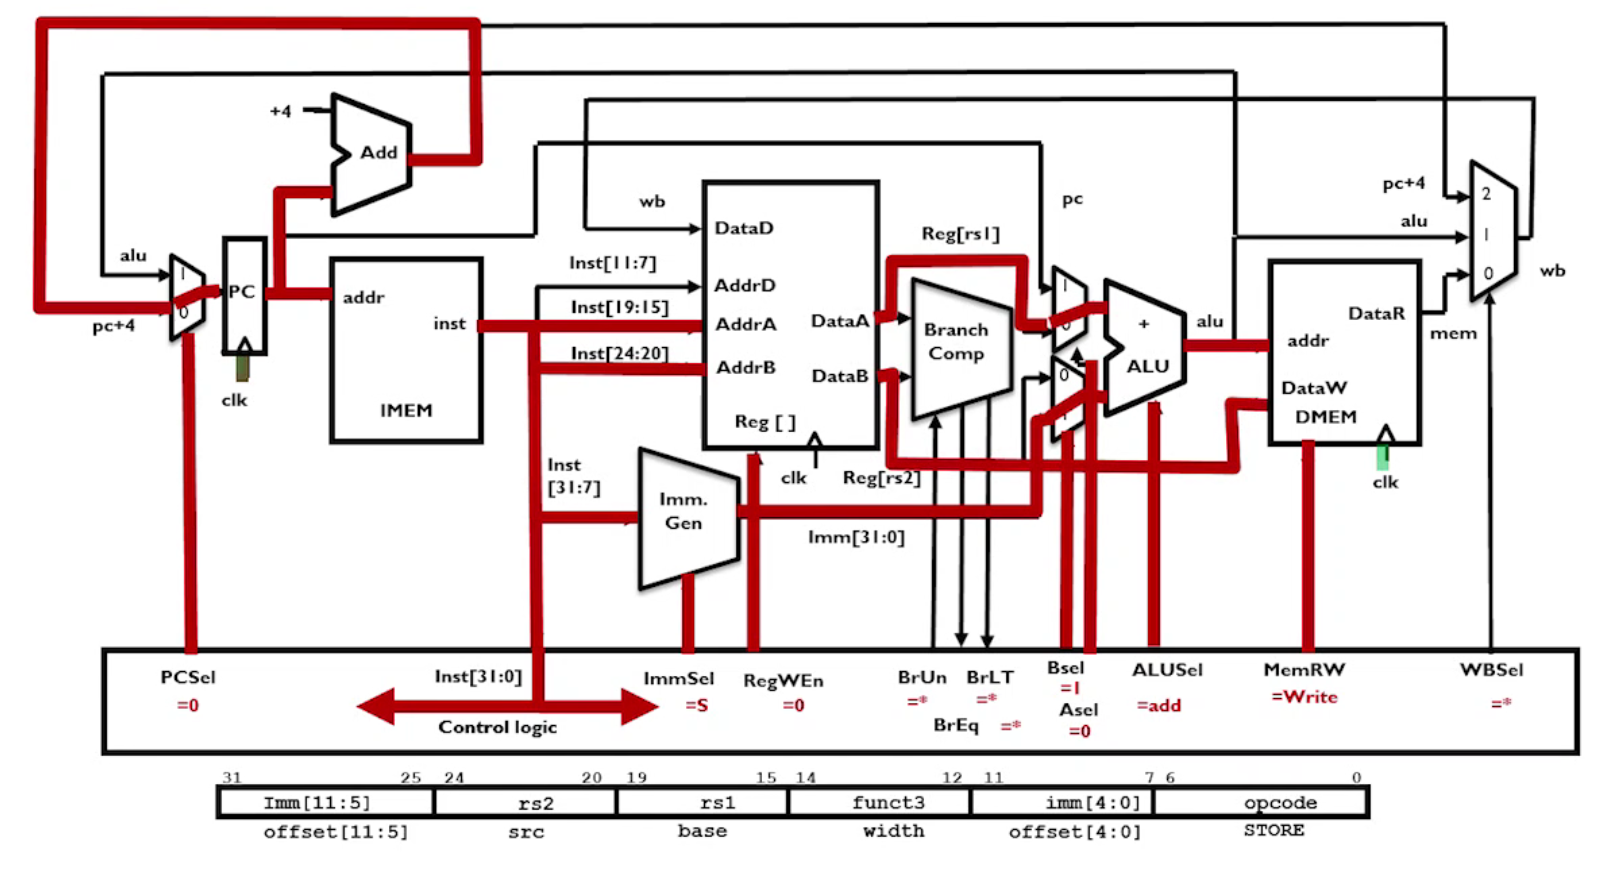 +4
Add
pc+4
2
alu
1
0
wb
mem
alu
1
0
pc+4
PC
clk
addr
inst
IMEM
wb
Inst[11:7]
Inst[19:15]
Inst[24:20]
DataD
AddrD
AddrA
AddrB
DataA
DataB
Reg [ ]
clk
Reg[rs1]
Reg[rs2]
Branch
Comp
pc
1
0
0
1
+
ALU
alu
addr
DataR
DataW
DMEM
clk
Inst
[31:7]
Imm.
Gen
Imm[31:0]
PCSel
=0
Inst[31:0]
Control logic
ImmSel
=S
RegWEn
=0
BrUn
=*
BrLT
=*
BrEq
=*
Bsel
=1
Asel
=0
ALUSel
=add
MemRW
=Write
WBSel
=*
31 25 24 20 19 15 14 12 11 7 6 0
Imm[11:5] rs2 rs1 funct3 imm[4:0] opcode
offset[11:5] src base width offset[4:0] STORE